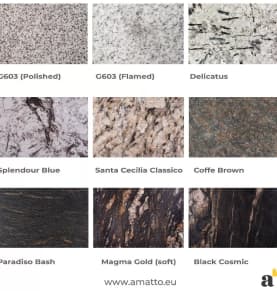 G603 (Polished) G603 (Flamed) Delicatus
Splendour Blue Santa Cecilia Classico Coffe Brown
Paradiso Bash Magma Gold (soft) Black Cosmic
www.amatto.eu